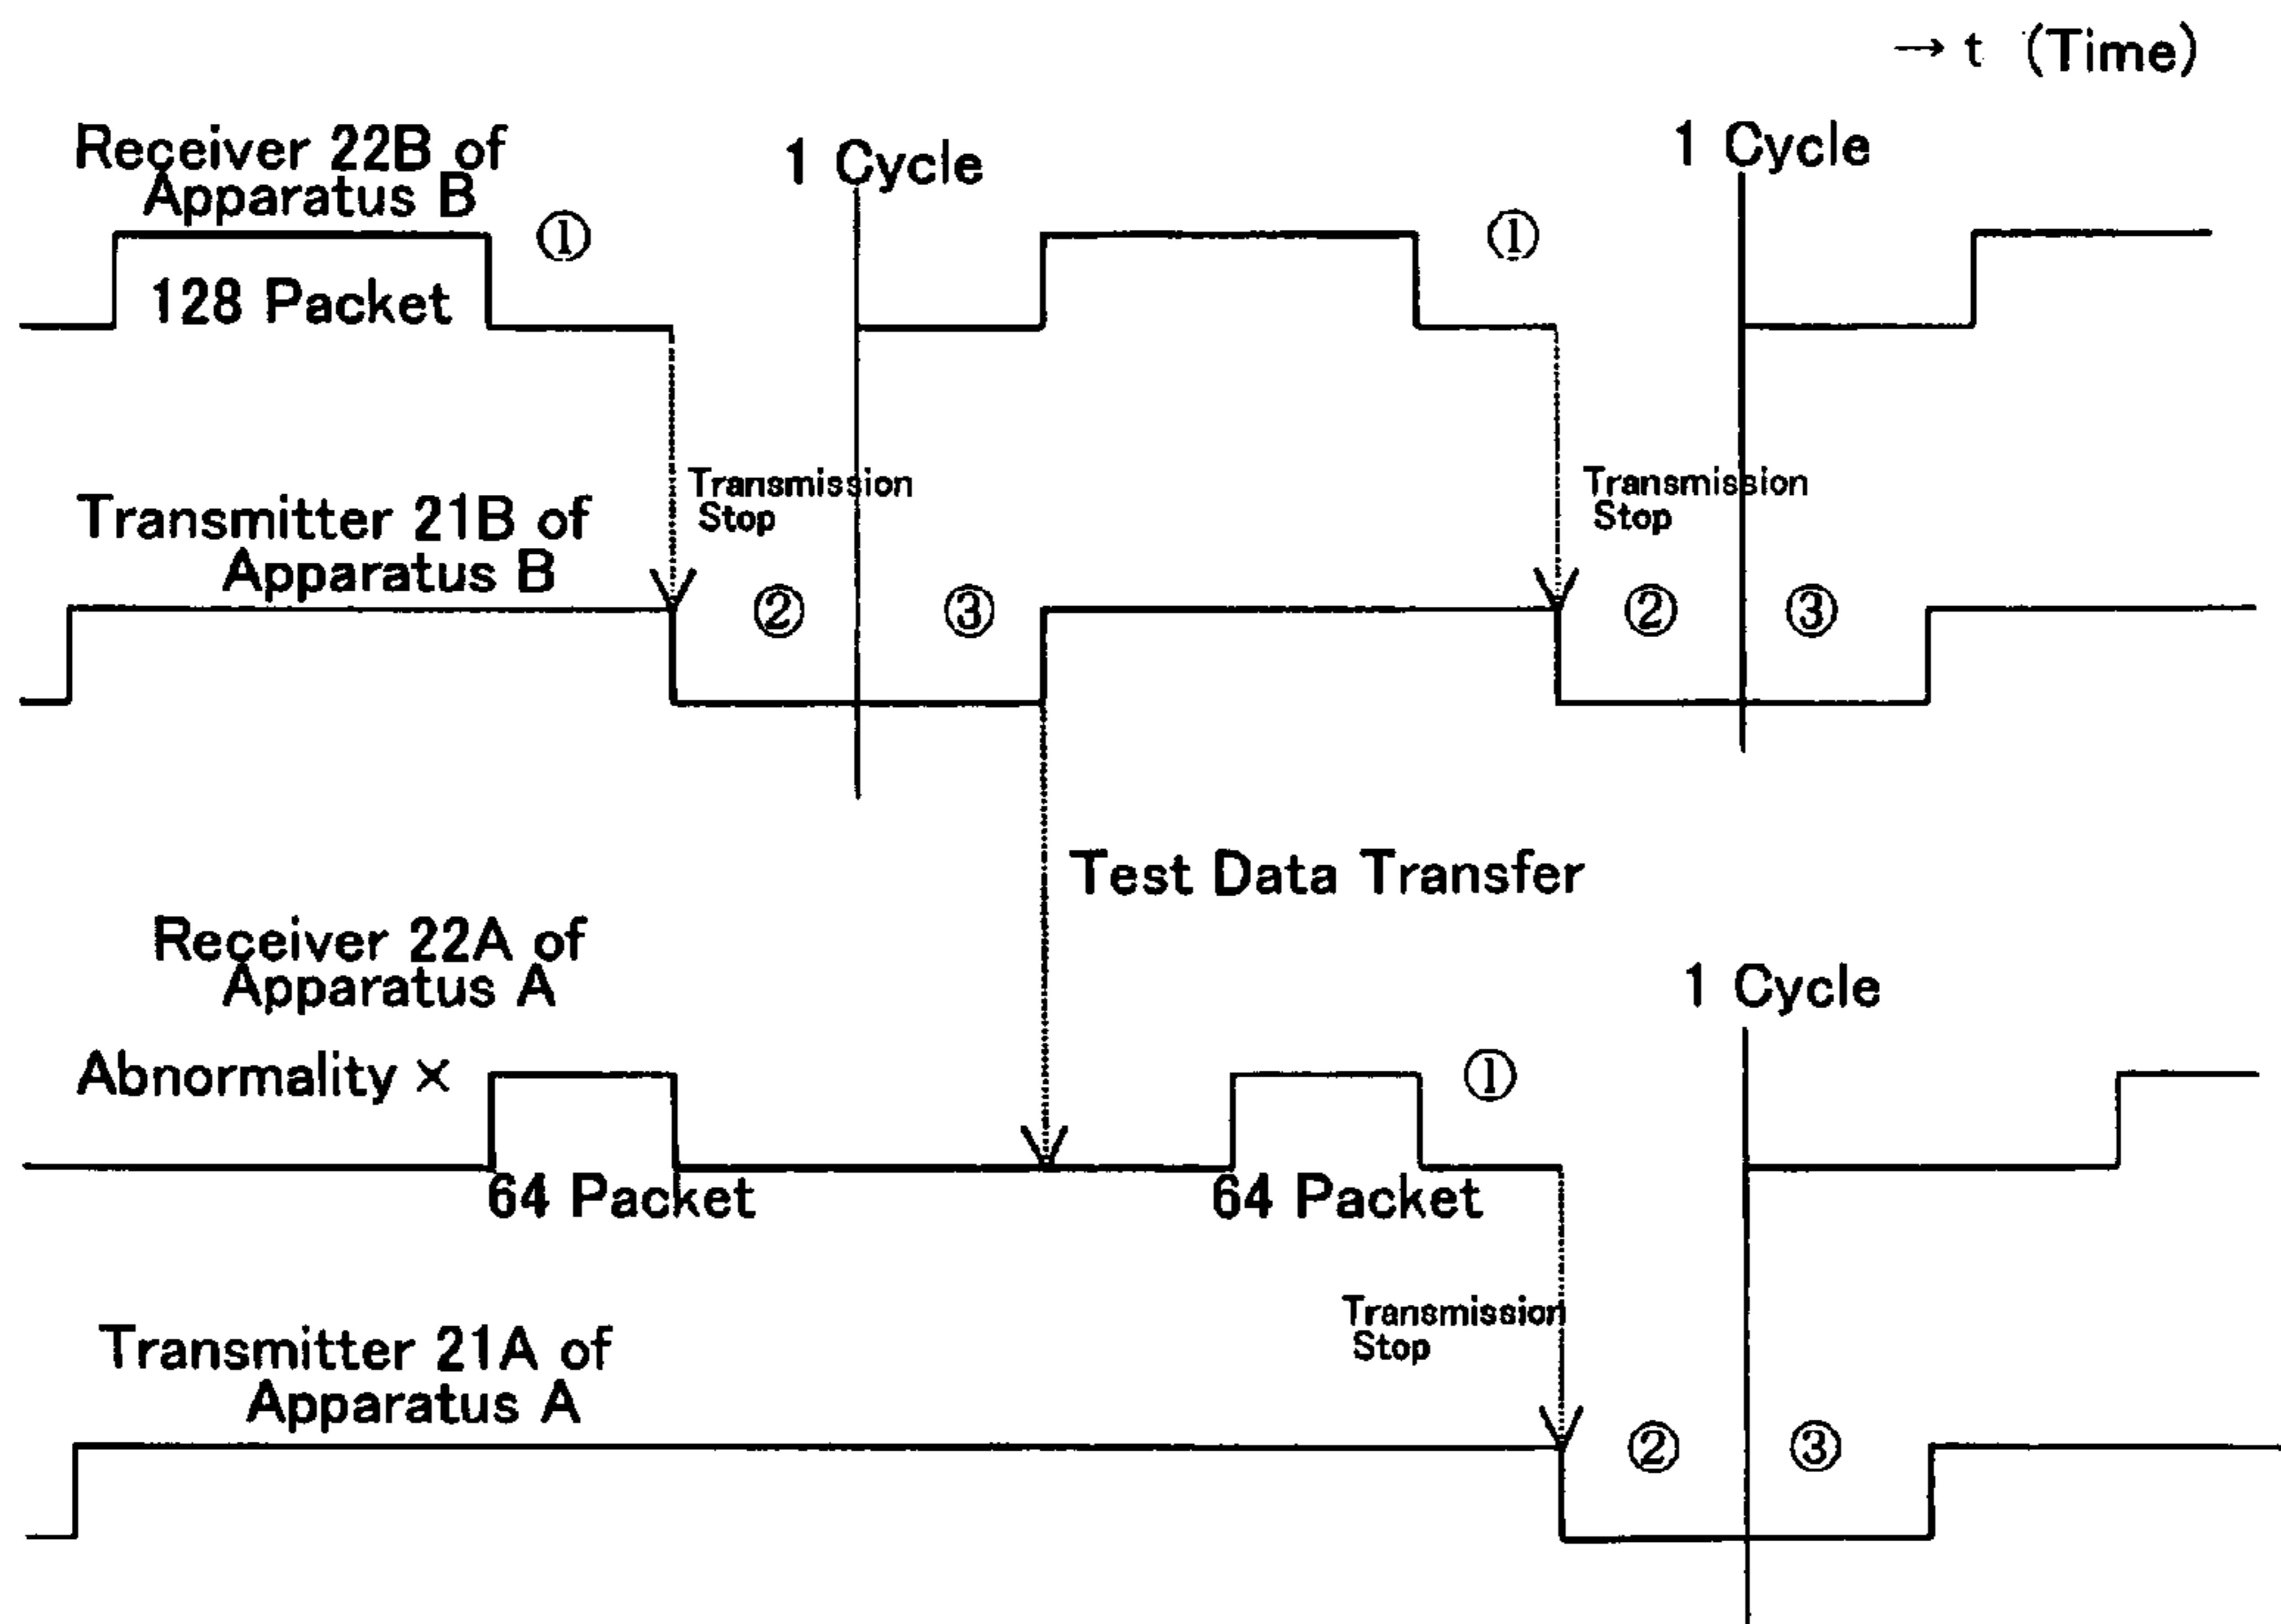 → t (Time)
Receiver 22B of
Apparatus B
1 Cycle
1 Cycle
①
①
128 Packet
Transmission
Stop
Transmission
Stop
Transmitter 21B of
Apparatus B
②
③
②
③
Test Data Transfer
Receiver 22A of
Apparatus A
1 Cycle
Abnormality ×
①
64 Packet
64 Packet
Transmission
Stop
Transmitter 21A of
Apparatus A
②
③